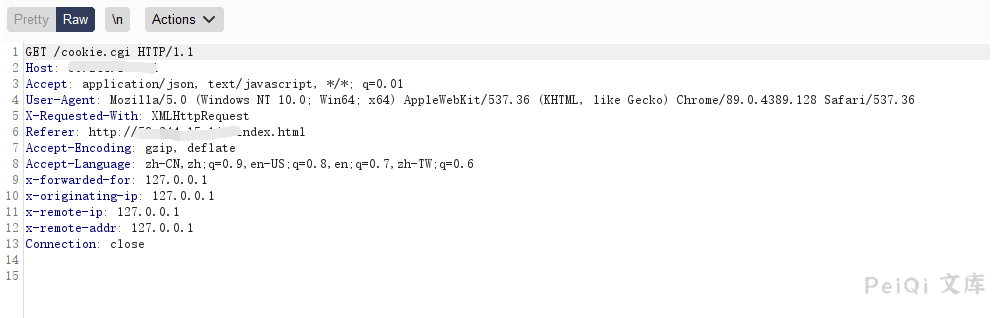 Pretty Raw \n Actions
1 GET /cookie.cgi HTTP/1.1
2 Host:
3 Accept: application/json, text/javascript, */*; q=0.01
4 User-Agent: Mozilla/5.0 (Windows NT 10.0; Win64; x64) AppleWebKit/537.36 (KHTML, like Gecko) Chrome/89.0.4389.128 Safari/537.36
5 X-Requested-With: XMLHttpRequest
6 Referer: http:// index.html
7 Accept-Encoding: gzip, deflate
8 Accept-Language: zh-CN,zh;q=0.9,en-US;q=0.8,en;q=0.7,zh-TW;q=0.6
9 x-forwarded-for: 127.0.0.1
10 x-originating-ip: 127.0.0.1
11 x-remote-ip: 127.0.0.1
12 x-remote-addr: 127.0.0.1
13 Connection: close
14
15
PeiQi 文库